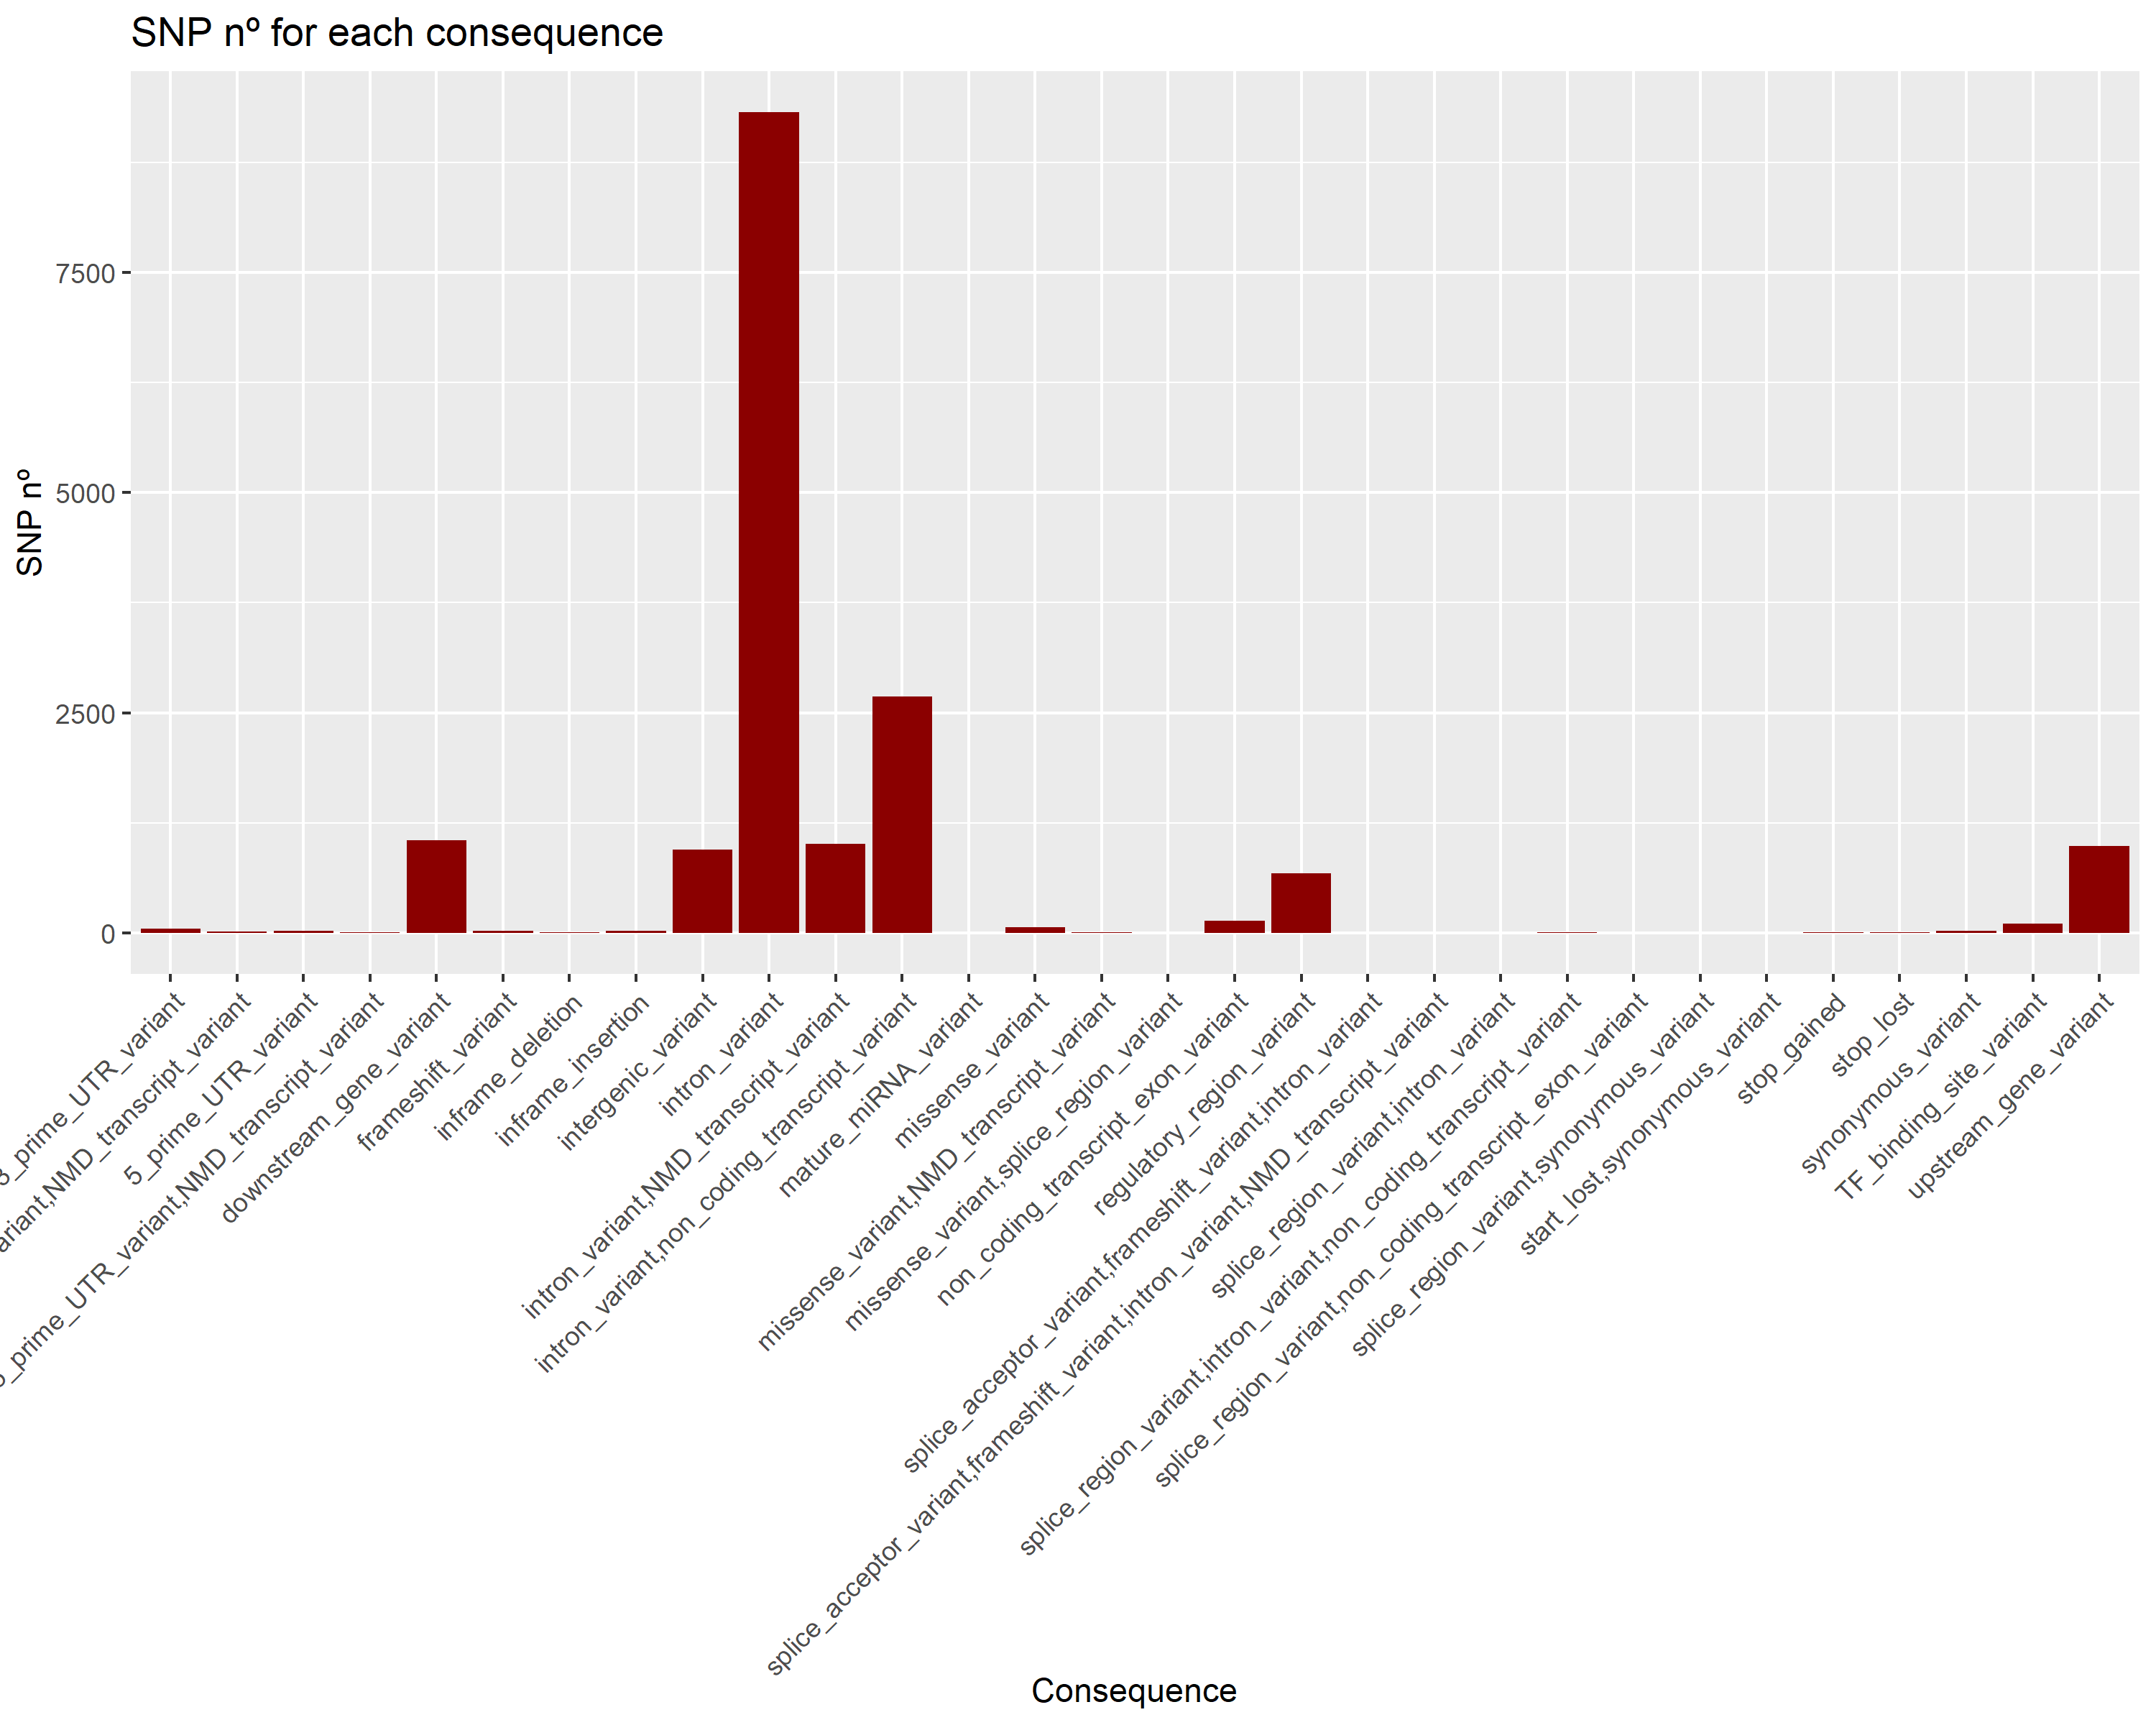 SNP nº for each consequence
SNP nº
7500
5000
2500
0
3_prime_UTR_variant
variant,NMD_transcript_variant
5_prime_UTR_variant
5_prime_UTR_variant,NMD_transcript_variant
downstream_gene_variant
frameshift_variant
inframe_deletion
inframe_insertion
intergenic_variant
intron_variant
intron_variant,NMD_transcript_variant
intron_variant,non_coding_transcript_variant
mature_miRNA_variant
missense_variant
missense_variant,NMD_transcript_variant
missense_variant,splice_region_variant
non_coding_transcript_exon_variant
regulatory_region_variant
splice_acceptor_variant,frameshift_variant,intron_variant
splice_acceptor_variant,frameshift_variant,intron_variant,NMD_transcript_variant
splice_region_variant,intron_variant
splice_region_variant,intron_variant,non_coding_transcript_variant
splice_region_variant,non_coding_transcript_exon_variant
splice_region_variant,synonymous_variant
start_lost,synonymous_variant
stop_gained
stop_lost
synonymous_variant
TF_binding_site_variant
upstream_gene_variant
Consequence